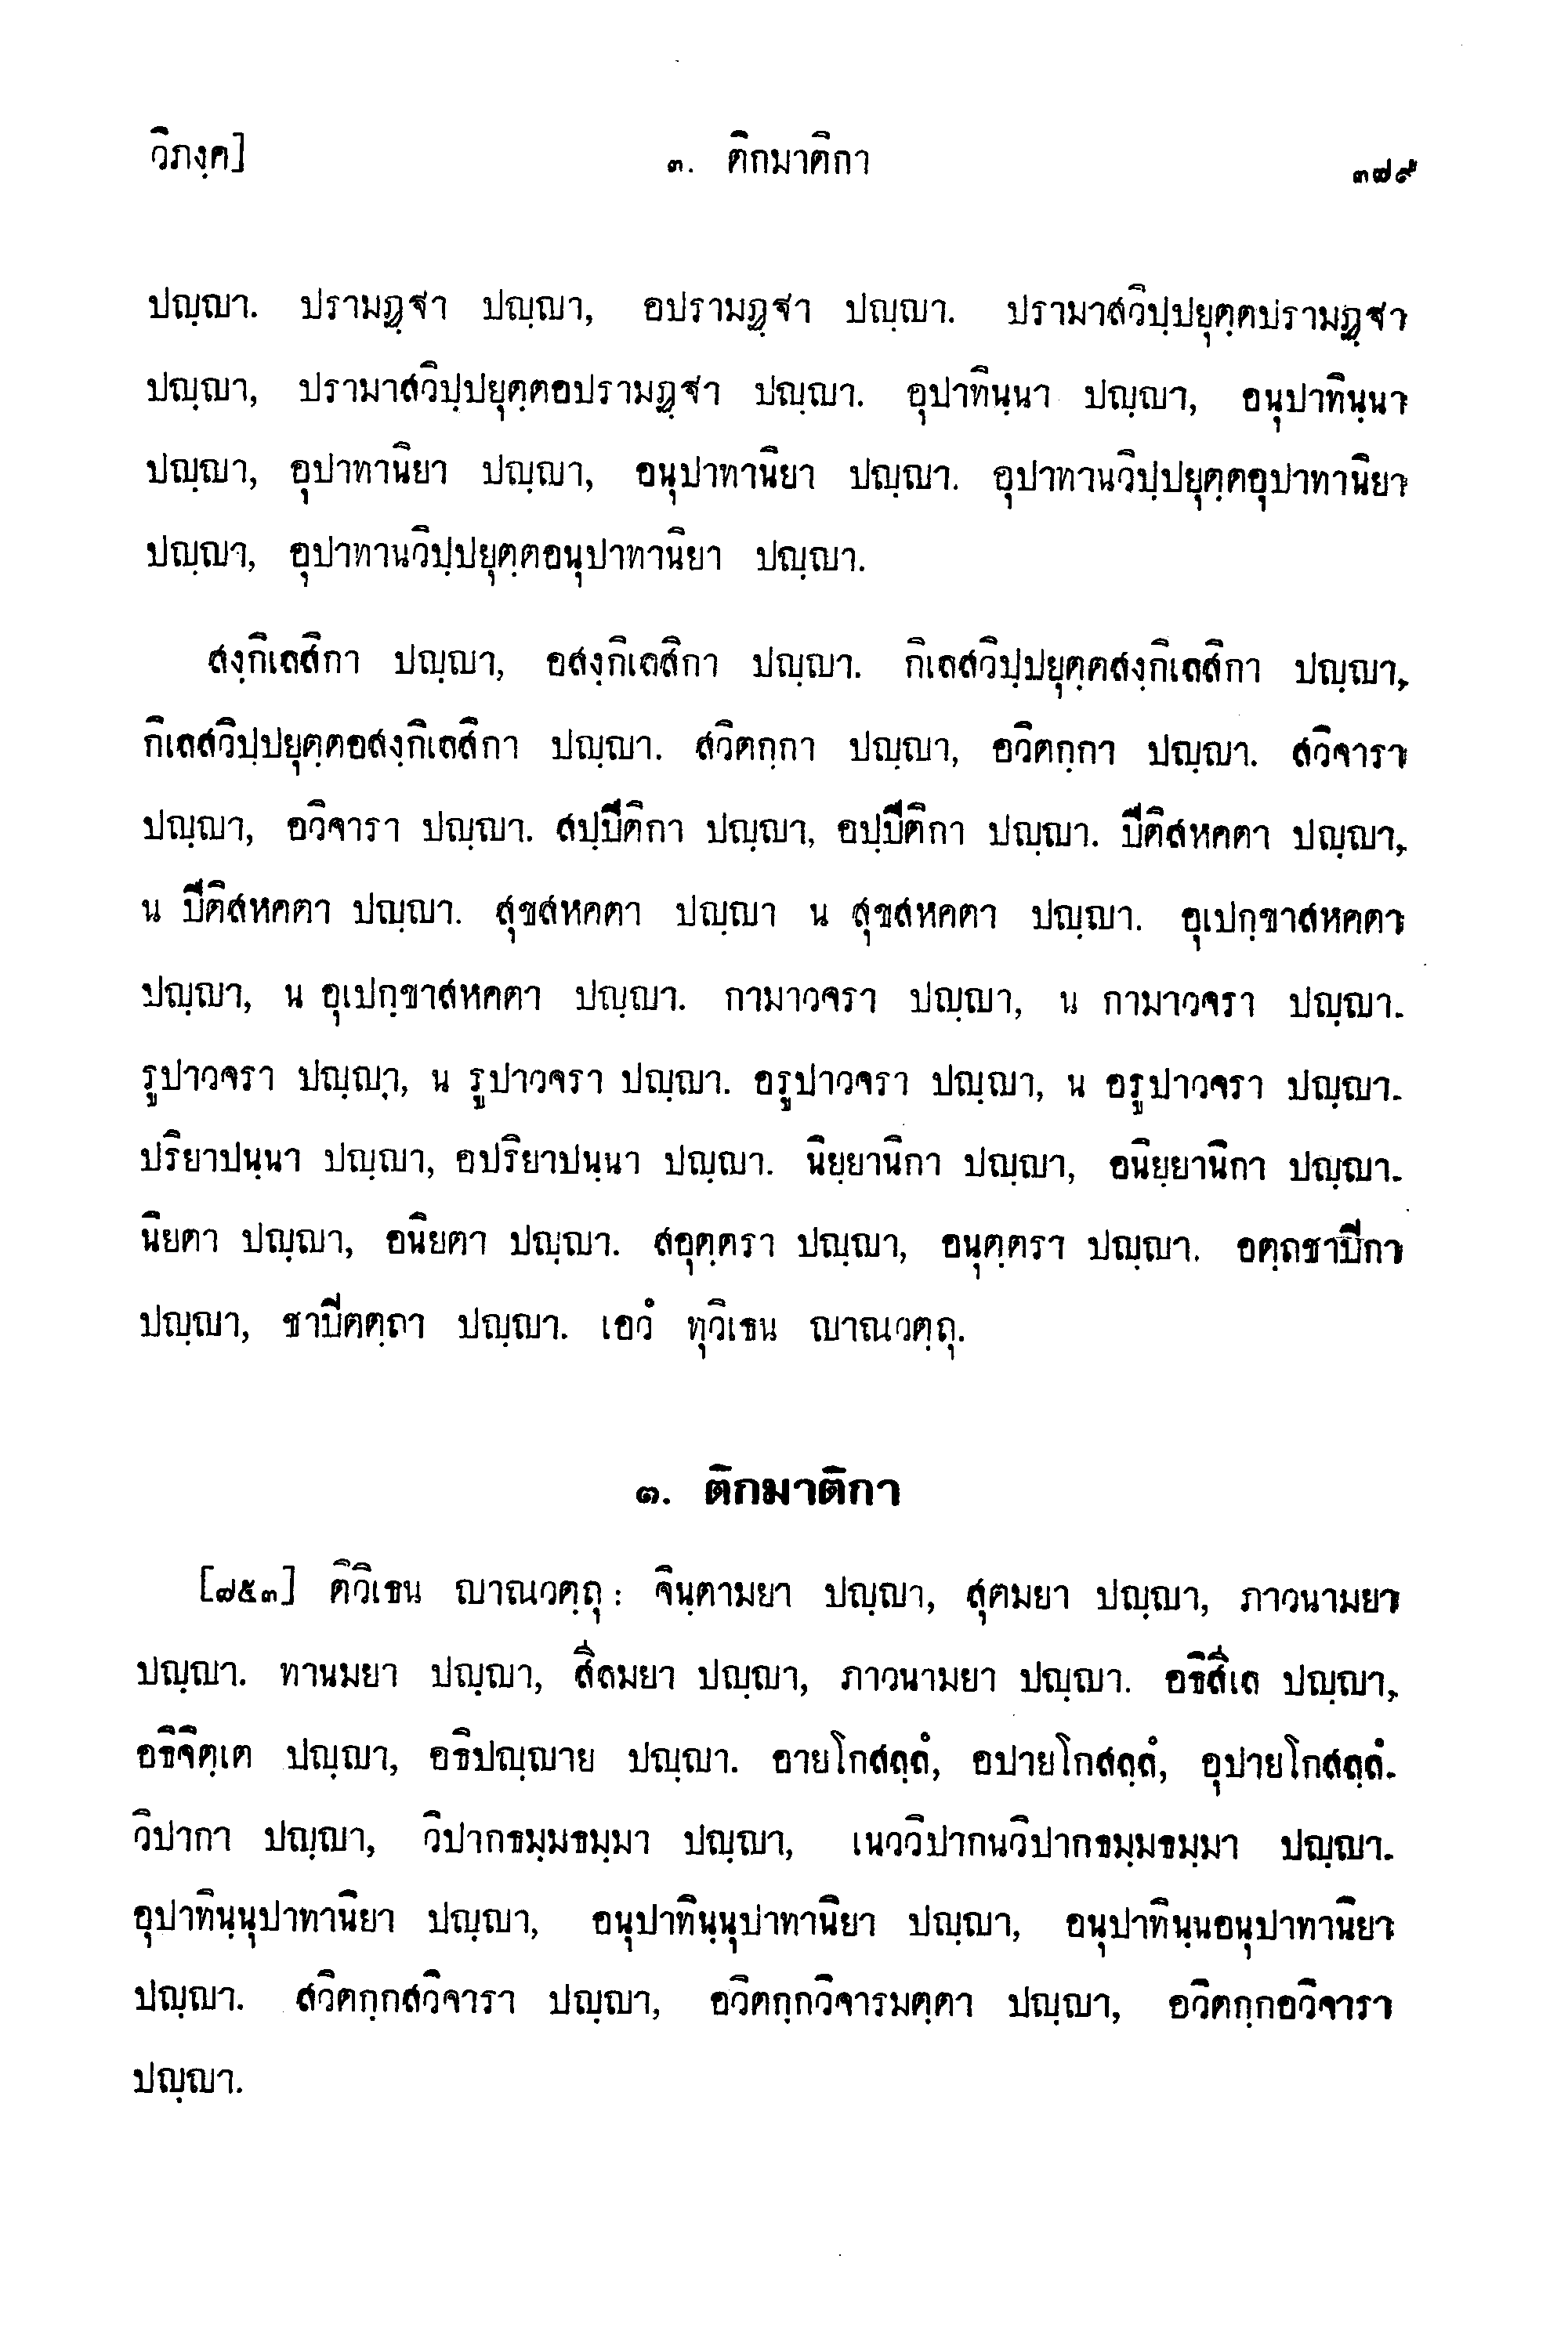 วิภงฺค] ๓. ติกมาติกา ๓๗๙
ปญฺญา. ปรามฏฺฐา ปญฺญา, อปรามฏฺฐา ปญฺญา. ปรามาสวิปฺปยุตฺตปรามฏฺฐา
ปญฺญา, ปรามาสวิปฺปยุตฺตอปรามฏฺฐา ปญฺญา. อุปาทินฺนา ปญฺญา, อนุปาทินฺนา
ปญฺญา, อุปาทานิยา ปญฺญา, อนุปาทานิยา ปญฺญา. อุปาทานวิปฺปยุตฺตอุปาทานิยา
ปญฺญา, อุปาทานวิปฺปยุตฺตอนุปาทานิยา ปญฺญา.
สงฺกิเลสิกา ปญฺญา, อสงฺกิเลสิกา ปญฺญา. กิเลสวิปฺปยุตฺตสงฺกิเลสิกา ปญฺญา,
กิเลสวิปฺปยุตฺตอสงฺกิเลสิกา ปญฺญา. สวิตกฺกา ปญฺญา, อวิตกฺกา ปญฺญา. สวิจารา
ปญฺญา, อวิจารา ปญฺญา. สปฺปีติกา ปญฺญา, อปฺปีติกา ปญฺญา. ปีติสหคตา ปญฺญา,
น ปีติสหคตา ปญฺญา. สุขสหคตา ปญฺญา น สุขสหคตา ปญฺญา. อุเปกฺขาสหคตา
ปญฺญา, น อุเปกฺขาสหคตา ปญฺญา. กามาวจรา ปญฺญา, น กามาวจรา ปญฺญา.
รูปาวจรา ปญฺญา, น รูปาวจรา ปญฺญา. อรูปาวจรา ปญฺญา, น อรูปาวจรา ปญฺญา.
ปริยาปนฺนา ปญฺญา, อปริยาปนฺนา ปญฺญา. นิยฺยานิกา ปญฺญา, อนิยฺยานิกา ปญฺญา.
นิยตา ปญฺญา, อนิยตา ปญฺญา. สอุตฺตรา ปญฺญา, อนุตฺตรา ปญฺญา. อตฺถชาปิกา
ปญฺญา, ชาปิตตฺถา ปญฺญา. เอวํ ทุวิเธน ญาณวตฺถุ.
๓. ติกมาติกา
[๗๕๓] ติวิเธน ญาณวตฺถุ : จินฺตามยา ปญฺญา, สุตมยา ปญฺญา, ภาวนามยา
ปญฺญา. ทานมยา ปญฺญา, สีลมยา ปญฺญา, ภาวนามยา ปญฺญา. อธิสีเล ปญฺญา,
อธิจิตฺเต ปญฺญา, อธิปญฺญาย ปญฺญา. อายโกสลฺลํ, อปายโกสลฺลํ, อุปายโกสลฺลํ.
วิปากา ปญฺญา, วิปากธมฺมธมฺมา ปญฺญา, เนววิปากนวิปากธมฺมธมฺมา ปญฺญา.
อุปาทินฺนุปาทานิยา ปญฺญา, อนุปาทินฺนุปาทานิยา ปญฺญา, อนุปาทินฺนอนุปาทานิยา
ปญฺญา. สวิตกฺกสวิจารา ปญฺญา, อวิตกฺกวิจารมตฺตา ปญฺญา, อวิตกฺกอวิจารา
ปญฺญา.